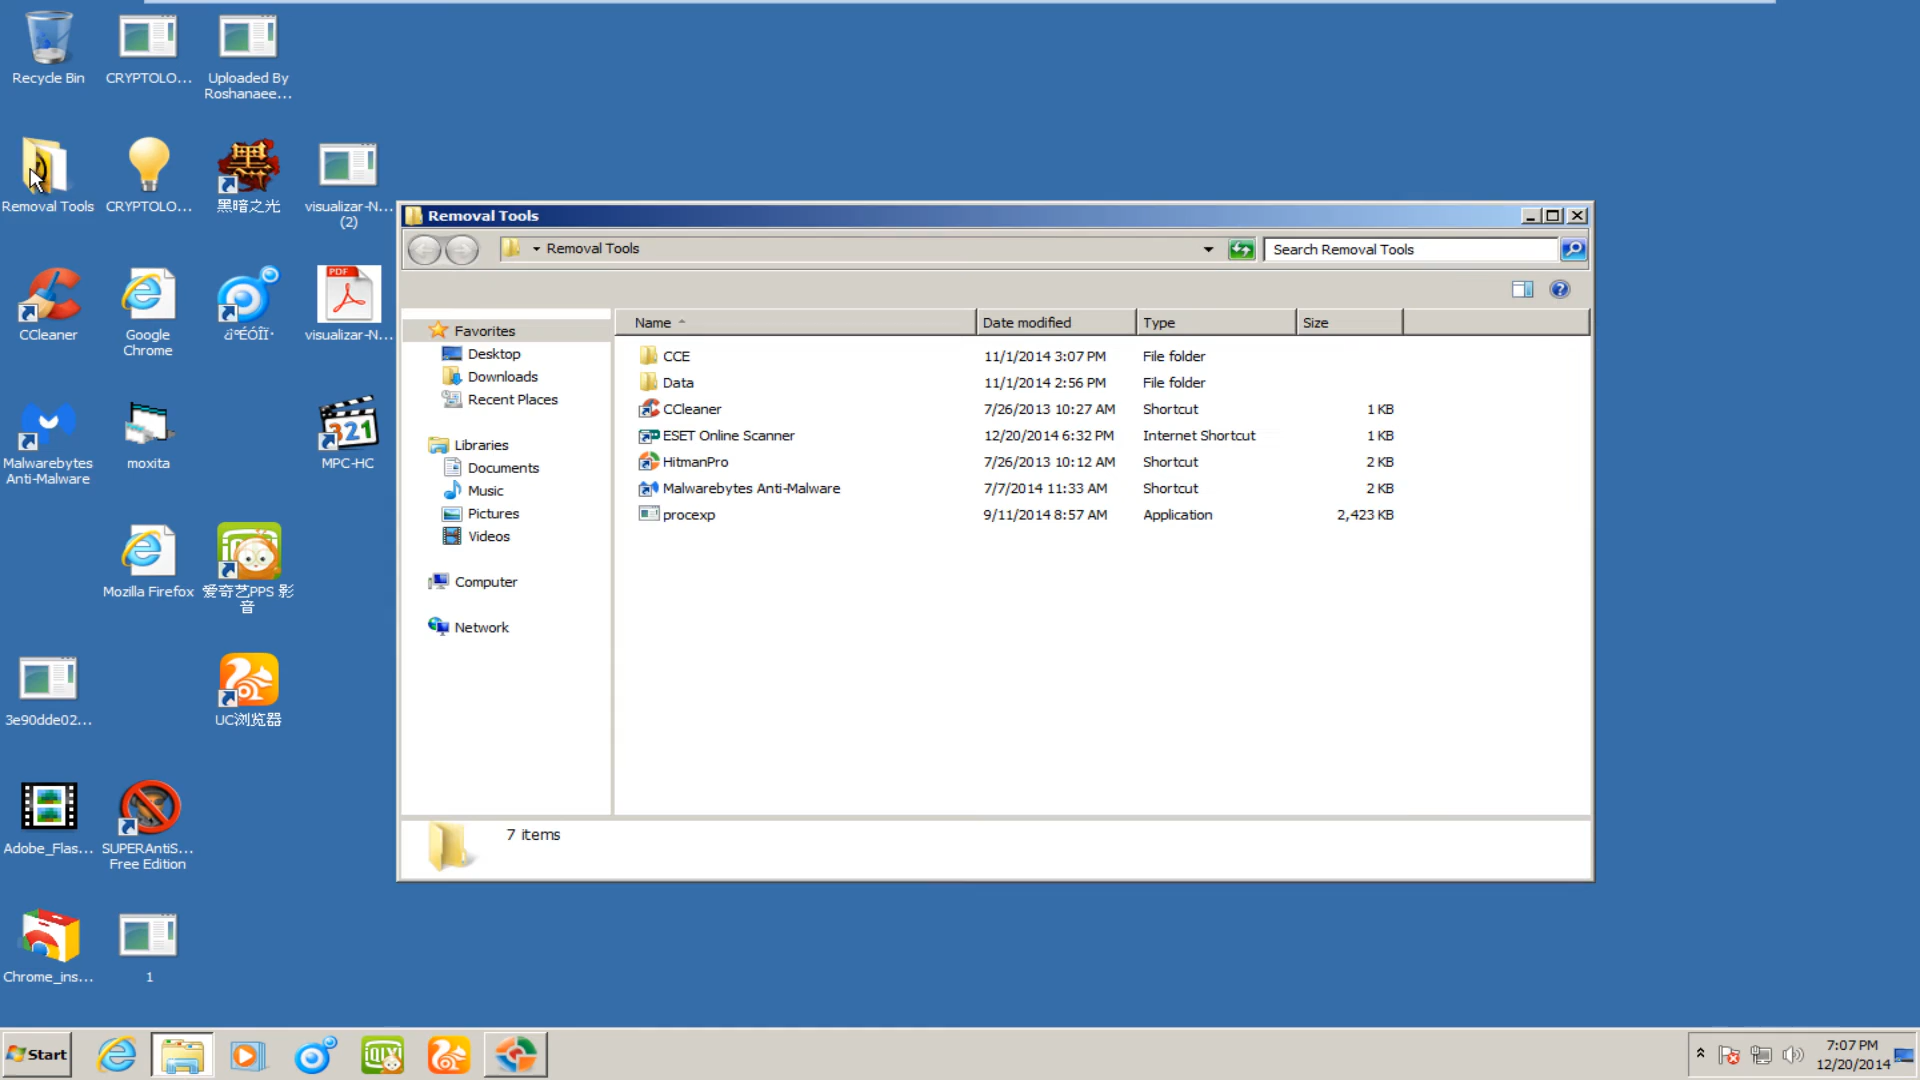 Recycle Bin
CRYPTOLO...
Uploaded By
Roshanaee...
Removal Tools
CRYPTOLO...
黑暗之光
visualizar-N...
(2)
CCleaner
Google
Chrome
visualizar-N...
PDF
Malwarebytes
Anti-Malware
moxita
321
MPC-HC
Mozilla Firefox
爱奇艺PPS 影
音
3e90dde02...
UC浏览器
Adobe_Flas...
SUPERAntiS...
Free Edition
Chrome_ins...
1
Removal Tools
Removal Tools
Search Removal Tools
Favorites
Desktop
Downloads
Recent Places
Libraries
Documents
Music
Pictures
Videos
Computer
Network
Name Date modified Type Size
CCE 11/1/2014 3:07 PM File folder
Data 11/1/2014 2:56 PM File folder
CCleaner 7/26/2013 10:27 AM Shortcut 1 KB
ESET Online Scanner 12/20/2014 6:32 PM Internet Shortcut 1 KB
HitmanPro 7/26/2013 10:12 AM Shortcut 2 KB
Malwarebytes Anti-Malware 7/7/2014 11:33 AM Shortcut 2 KB
procexp 9/11/2014 8:57 AM Application 2,423 KB
7 items
Start
iQIYI
7:07 PM
12/20/2014